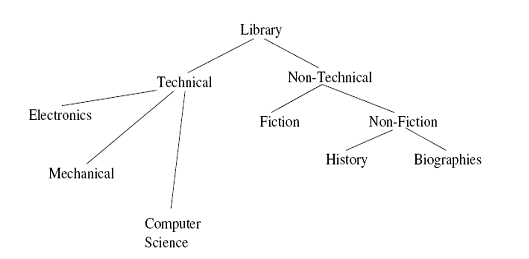 Library
Technical
Non-Technical
Electronics
Fiction
Non-Fiction
Mechanical
History
Biographies
Computer
Science